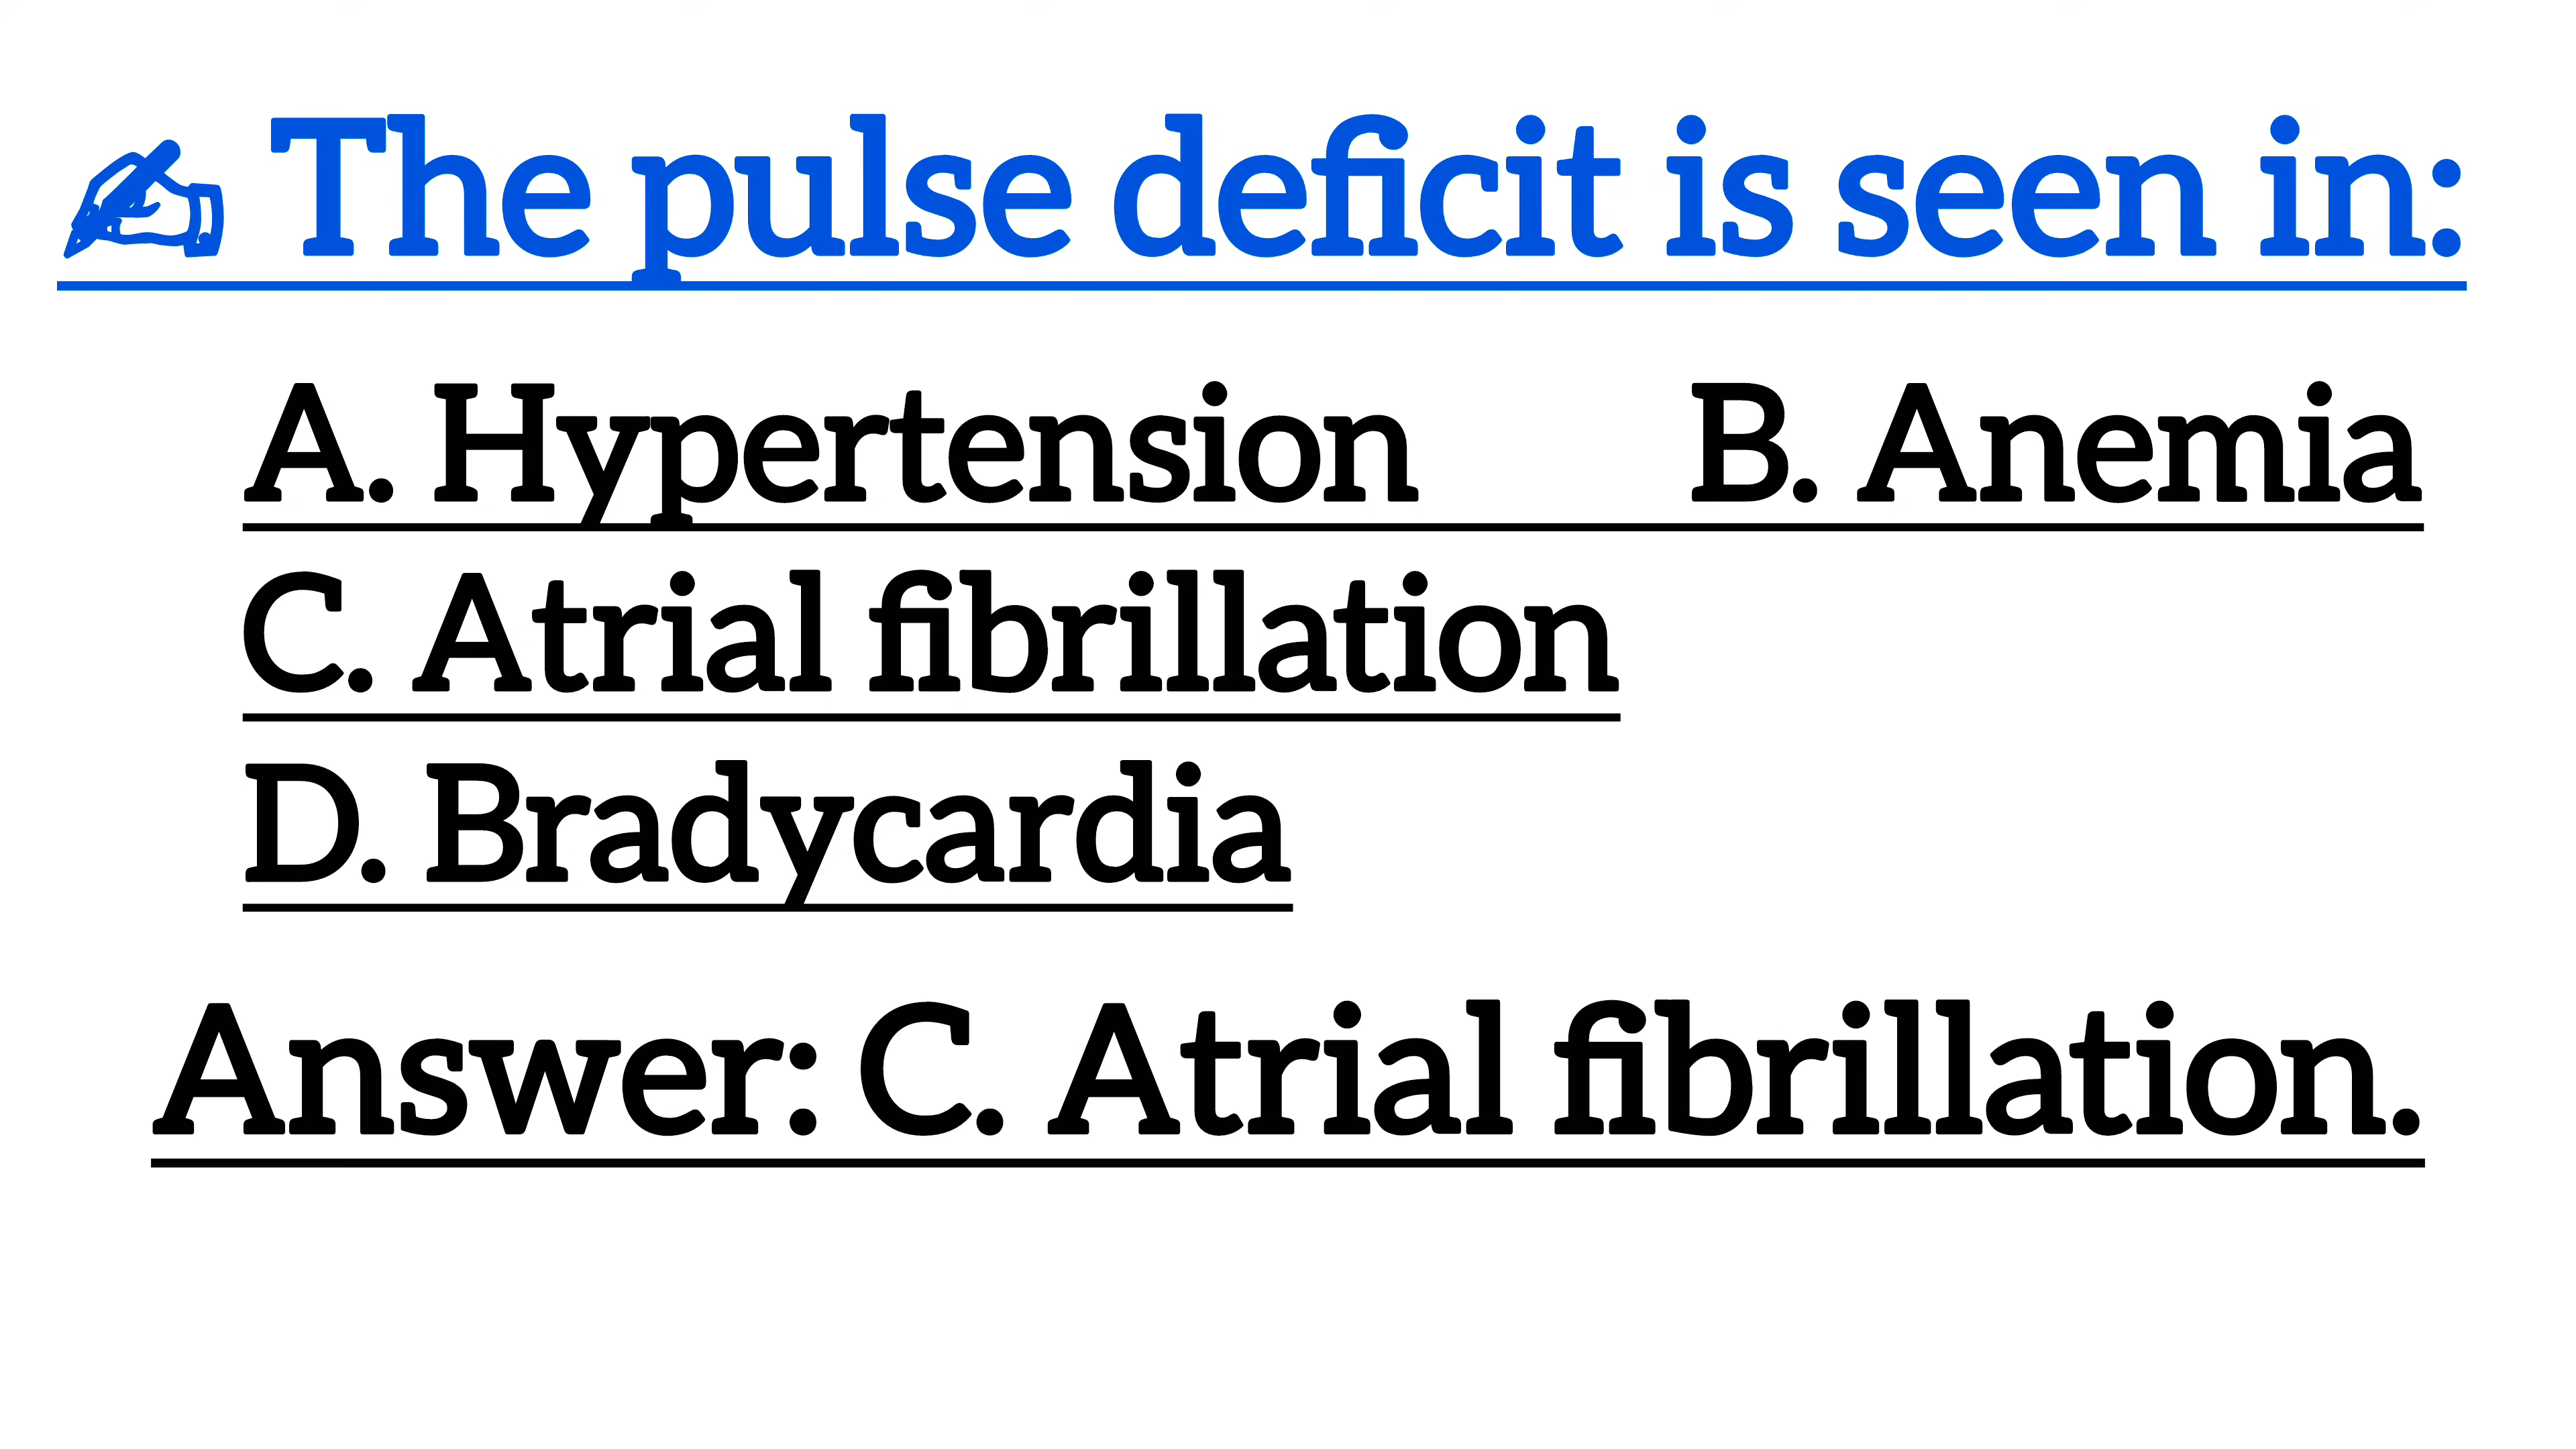 ✍ The pulse deficit is seen in:
A. Hypertension B. Anemia
C. Atrial fibrillation
D. Bradycardia
Answer: C. Atrial fibrillation.